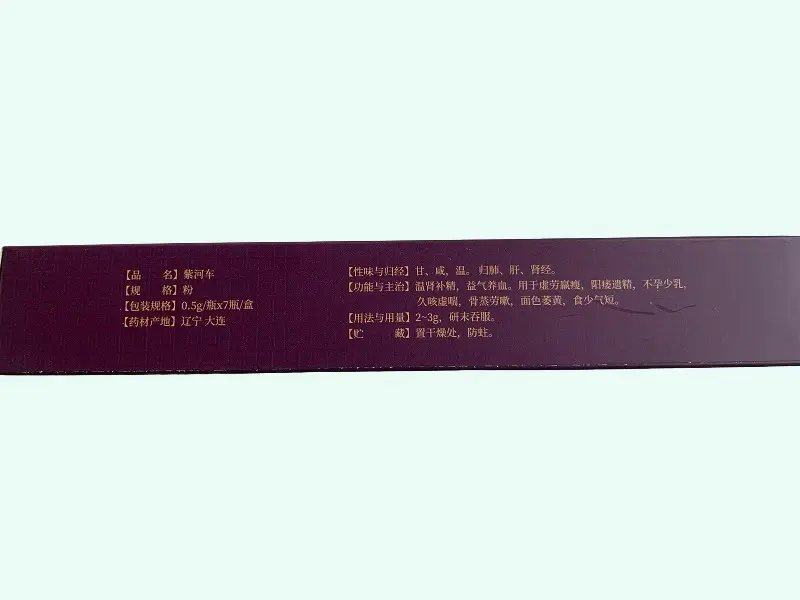 【品　　名】紫河车
【规　　格】粉
【包装规格】0.5g/瓶x7瓶/盒
【药材产地】辽宁 大连
【性味与归经】甘、咸，温。归肺、肝、肾经。
【功能与主治】温肾补精，益气养血。用于虚劳羸瘦，阳痿遗精，不孕少乳，
久咳虚喘，骨蒸劳嗽，面色萎黄，食少气短。
【用法与用量】2~3g，研末吞服。
【贮　　藏】置干燥处，防蛀。